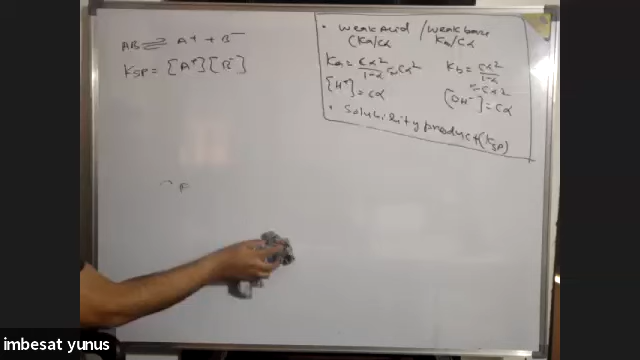 AB ⇌ A+ + B-
Ksp = [A+][B-]
• weak acid / weak base
(Ka/cα Kb/cα
Ka = cα²/1-α ≈ cα²
Kb = cα²/1-α ≈ cα²
[H+] = cα
[OH-] = cα
• Solubility product (Ksp)
imbesat yunus